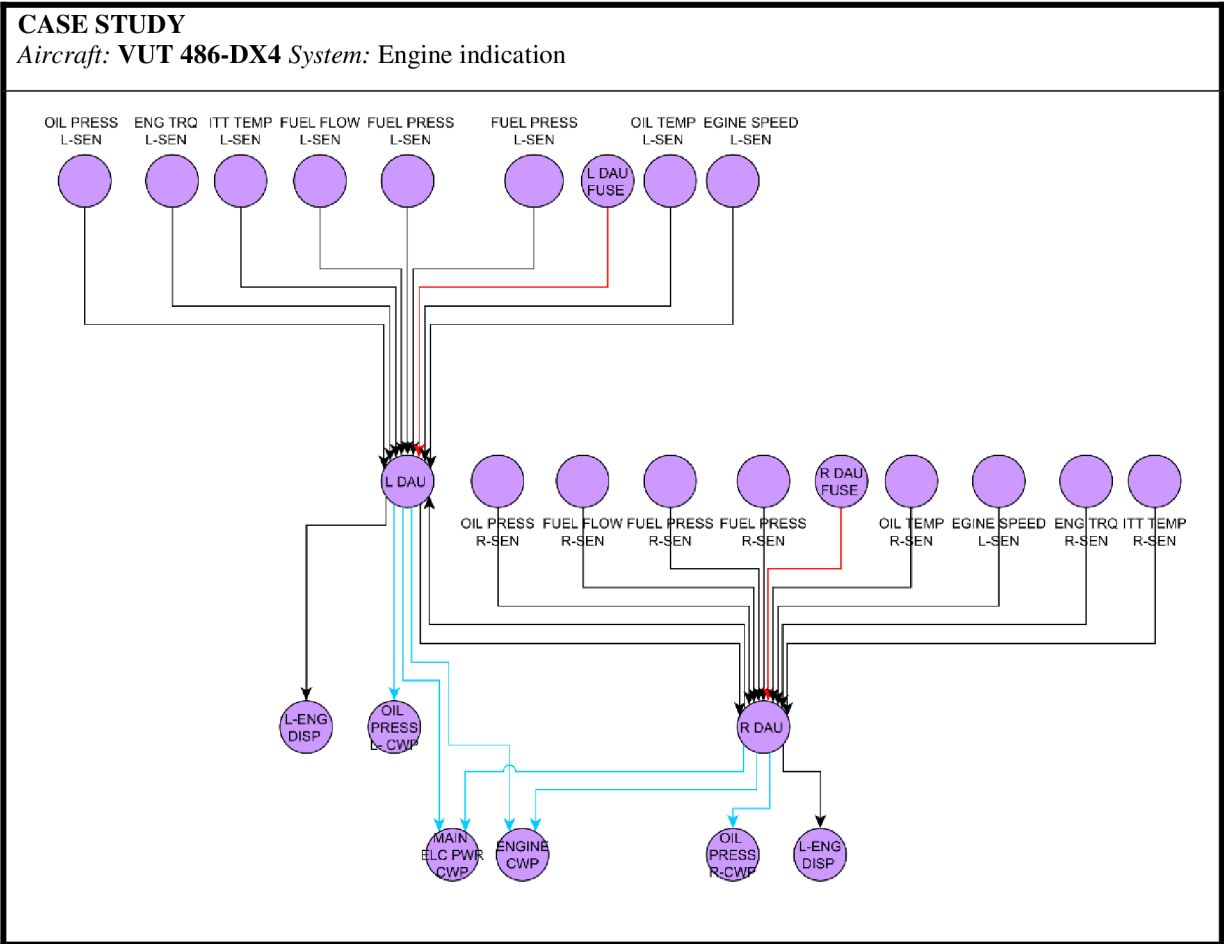 CASE STUDY
Aircraft: VUT 486-DX4 System: Engine indication
OIL PRESS
L-SEN
ENG TRQ
L-SEN
ITT TEMP
L-SEN
FUEL FLOW
L-SEN
FUEL PRESS
L-SEN
FUEL PRESS
L-SEN
L DAU
FUSE
OIL TEMP
L-SEN
EGINE SPEED
L-SEN
L DAU
OIL PRESS
R-SEN
FUEL FLOW
R-SEN
FUEL PRESS
R-SEN
FUEL PRESS
R-SEN
R DAU
FUSE
OIL TEMP
R-SEN
EGINE SPEED
L-SEN
ENG TRQ
R-SEN
ITT TEMP
R-SEN
L-ENG
DISP
OIL
PRESS
L- CWP
R DAU
MAIN
ELC PWR
CWP
ENGINE
CWP
OIL
PRESS
R-CWP
L-ENG
DISP